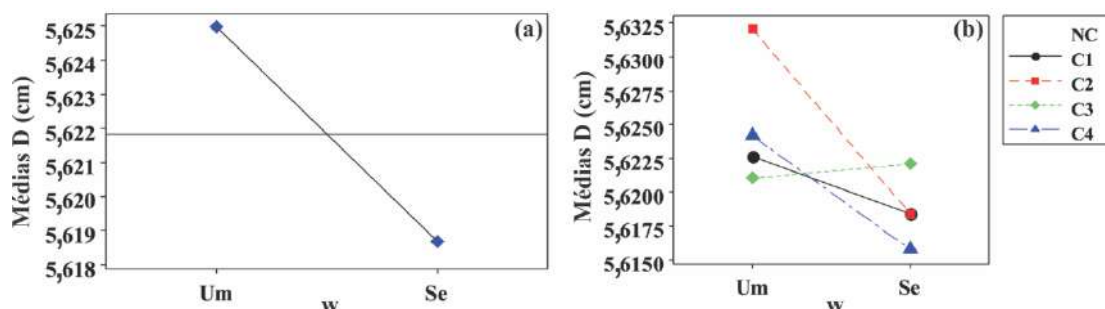 (a)
Médias D (cm)
5,625
5,624
5,623
5,622
5,621
5,620
5,619
5,618
Um
Se
w
(b)
Médias D (cm)
5,6325
5,6300
5,6275
5,6250
5,6225
5,6200
5,6175
5,6150
Um
Se
w
NC
C1
C2
C3
C4